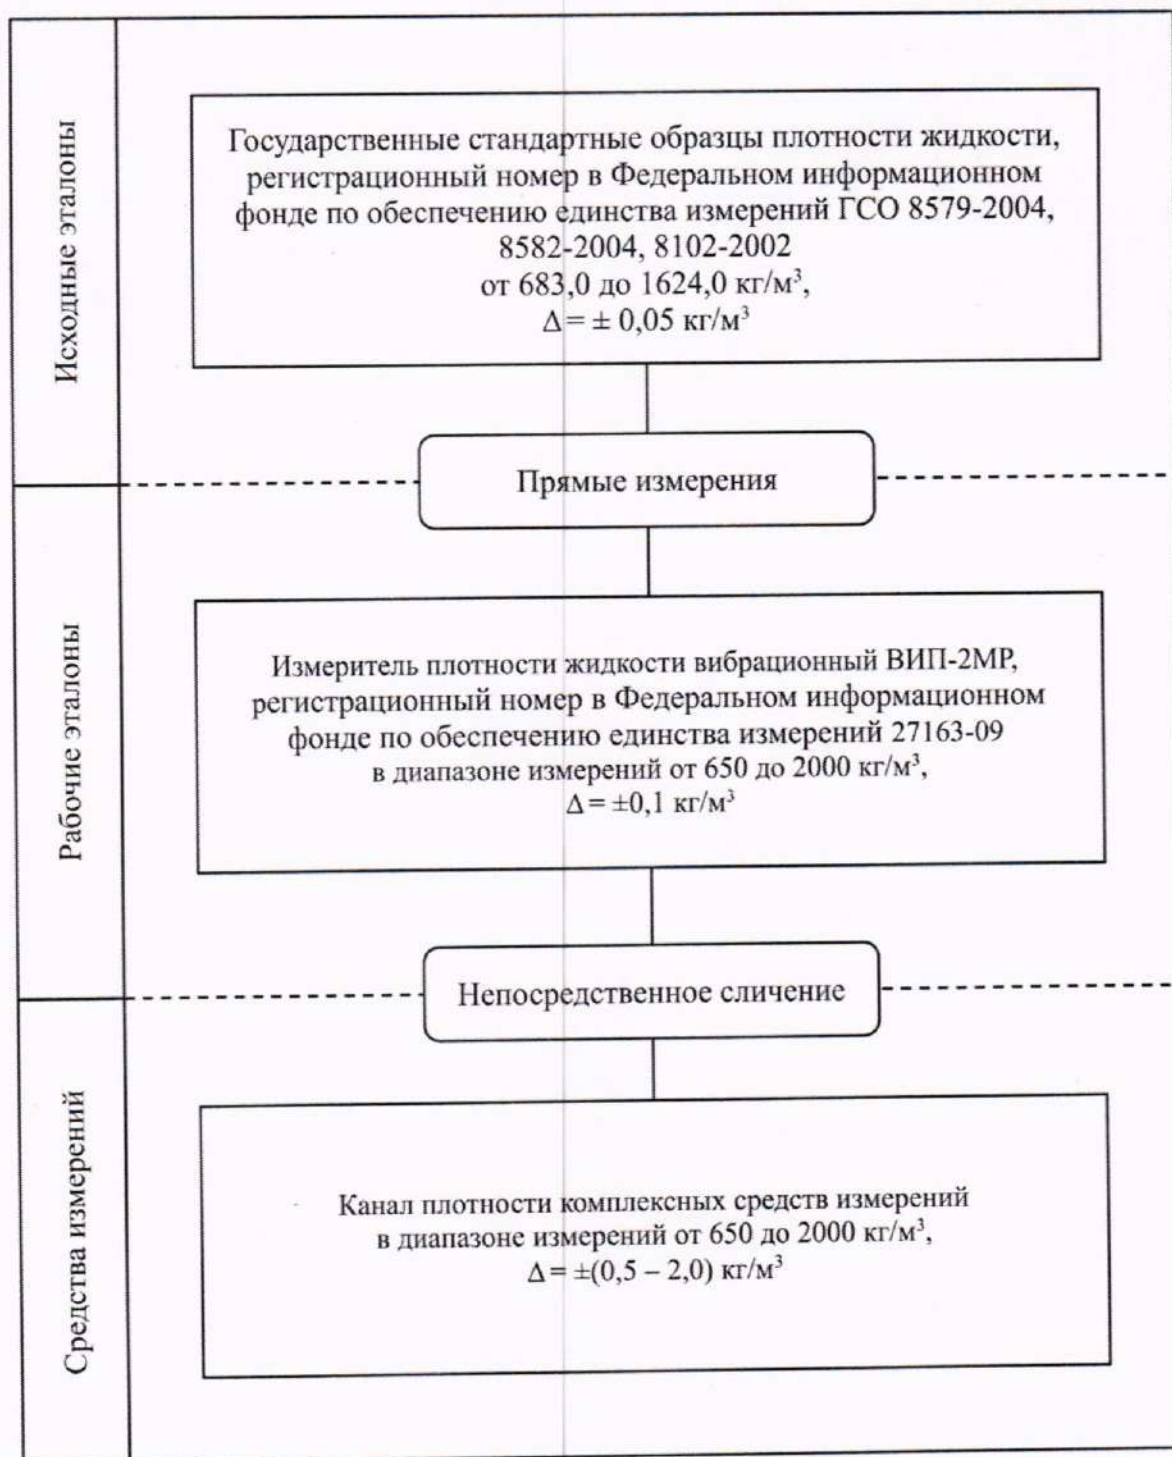 Исходные эталоны
Государственные стандартные образцы плотности жидкости,
регистрационный номер в Федеральном информационном
фонде по обеспечению единства измерений ГСО 8579-2004,
8582-2004, 8102-2002
от 683,0 до 1624,0 кг/м³,
Δ = ± 0,05 кг/м³
Прямые измерения
Рабочие эталоны
Измеритель плотности жидкости вибрационный ВИП-2МР,
регистрационный номер в Федеральном информационном
фонде по обеспечению единства измерений 27163-09
в диапазоне измерений от 650 до 2000 кг/м³,
Δ = ±0,1 кг/м³
Непосредственное сличение
Средства измерений
Канал плотности комплексных средств измерений
в диапазоне измерений от 650 до 2000 кг/м³,
Δ = ±(0,5 – 2,0) кг/м³